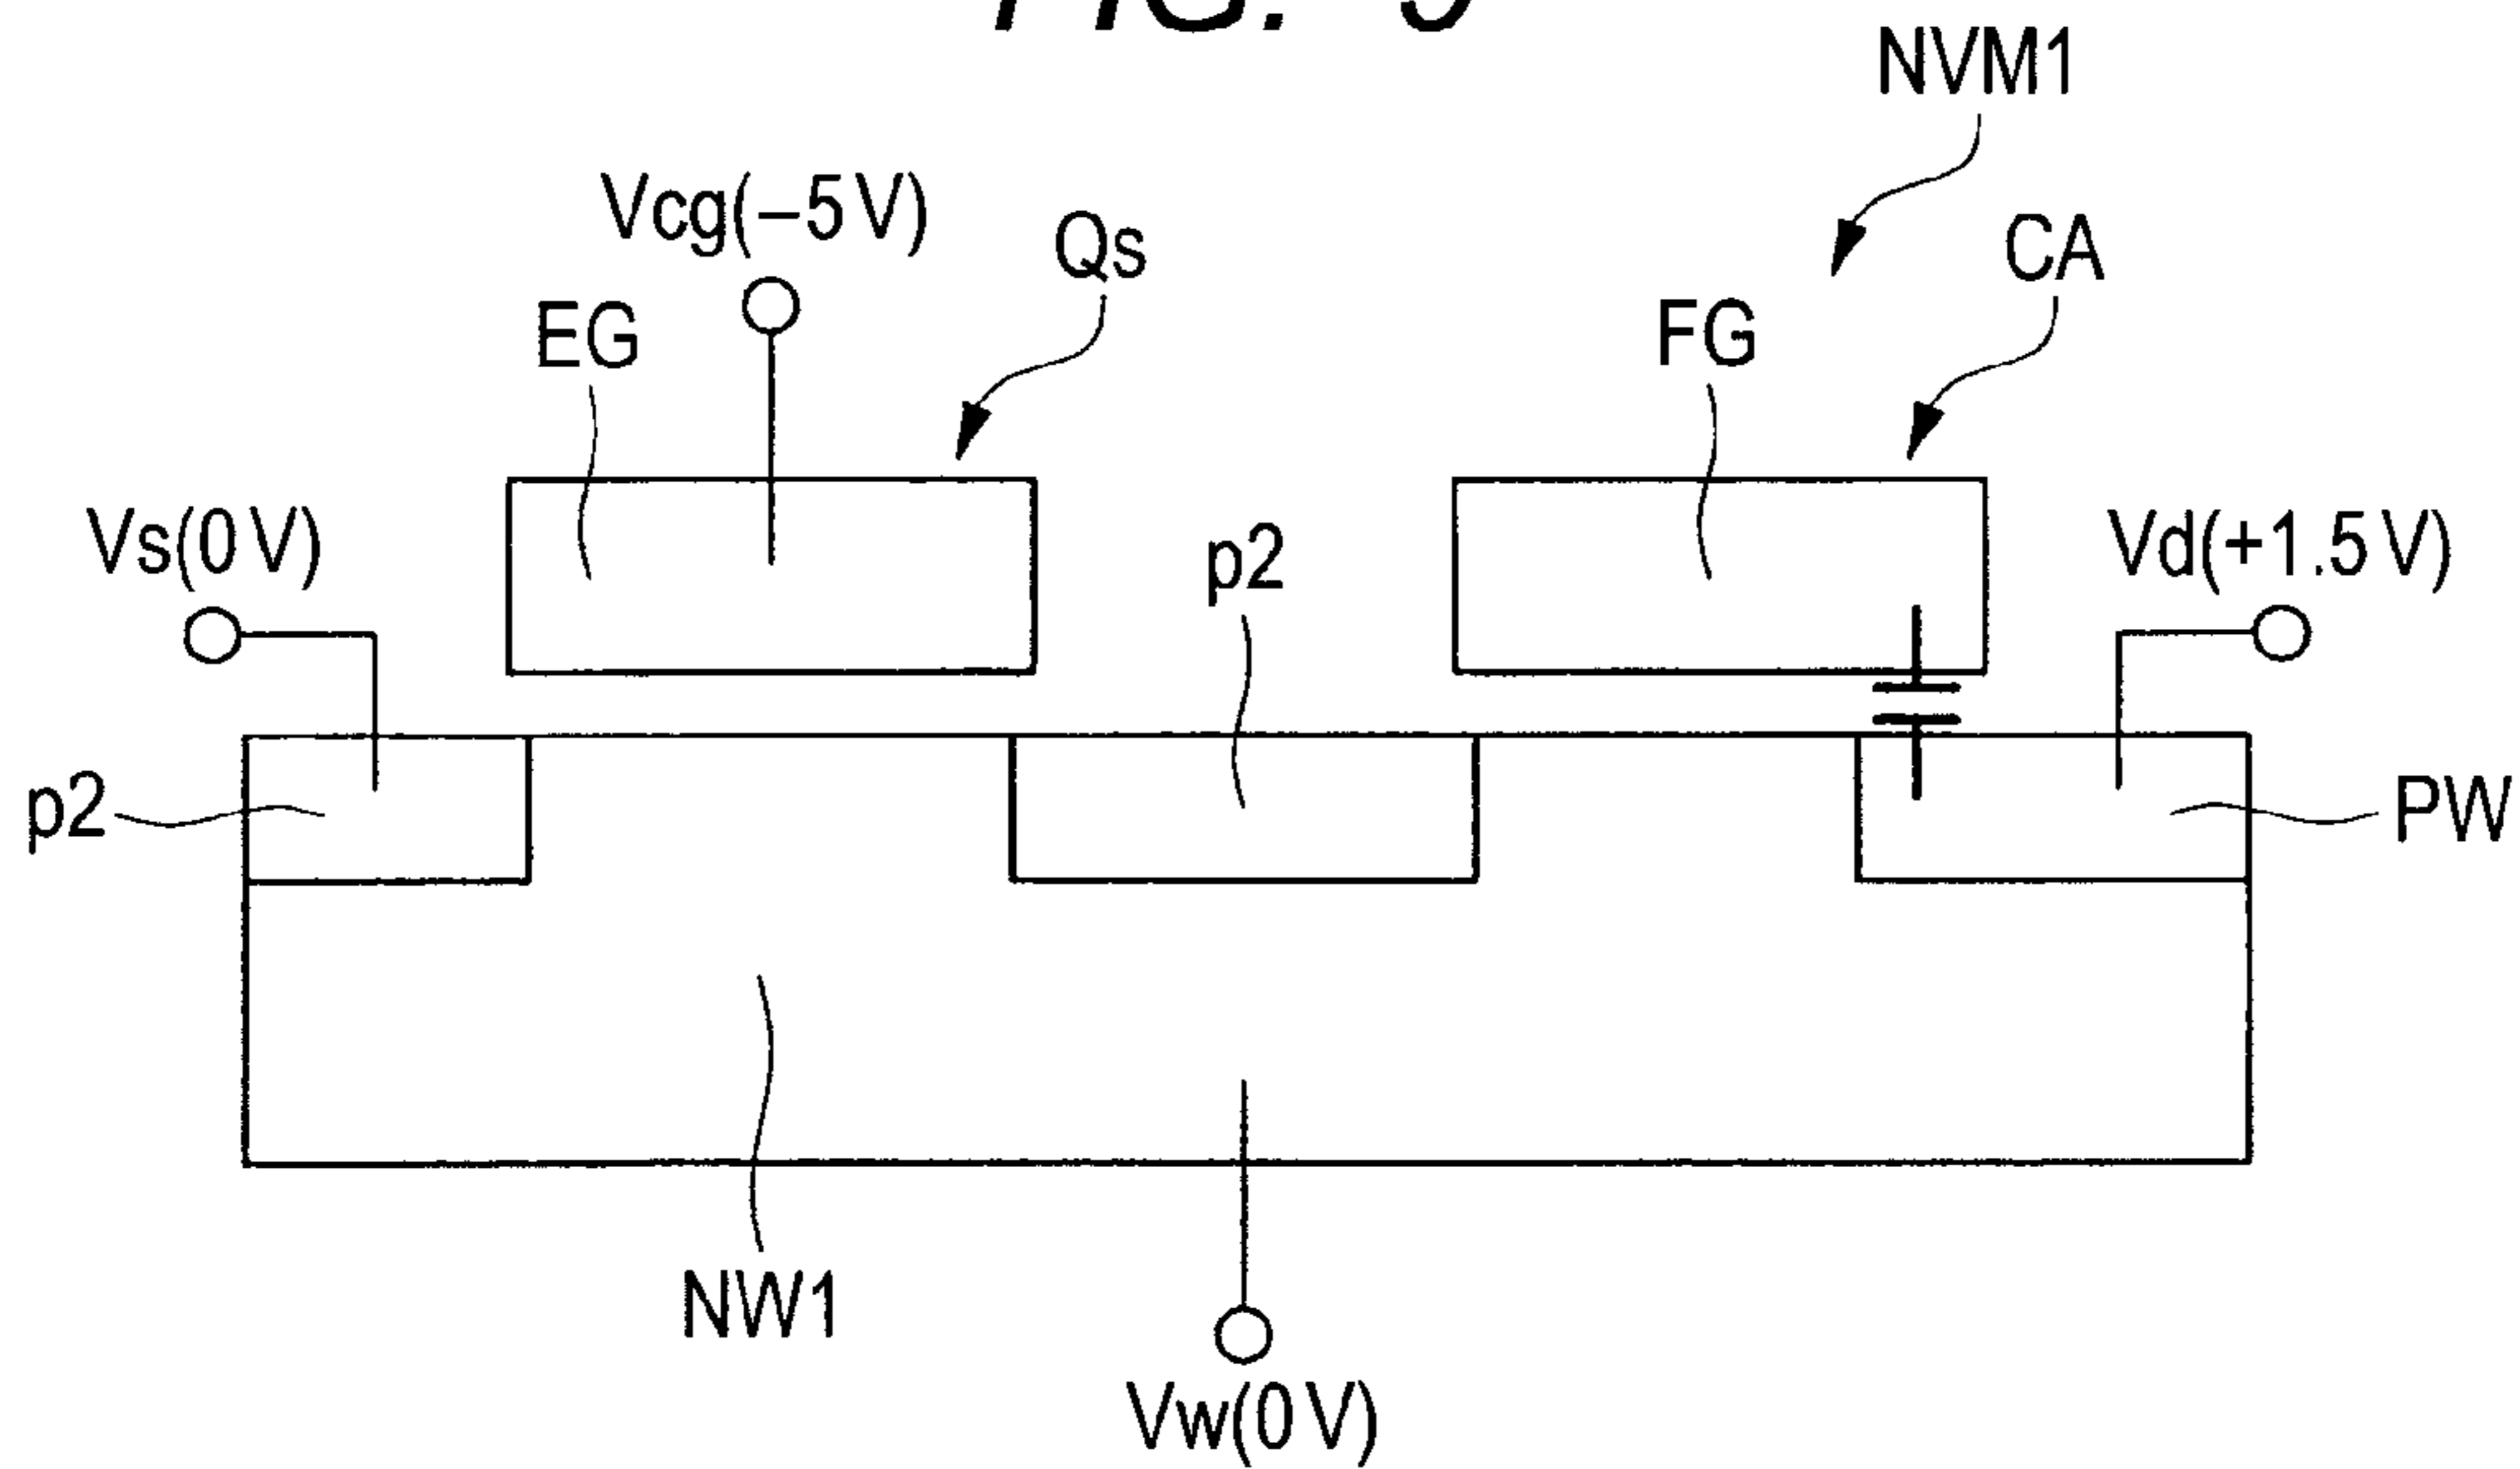 NVM1
Vcg(−5 V)
Qs
CA
EG
FG
Vs(0 V)
p2
Vd(+1.5 V)
p2
PW
NW1
Vw(0 V)